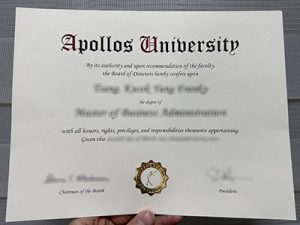 Apollos University
By its authority and upon recommendation of the faculty,
the Board of Directors hereby confers upon
the degree of
Master of Business Administration
with all honors, rights, privileges, and responsibilities thereunto appertaining.
Given this
Chairman of the Board
President